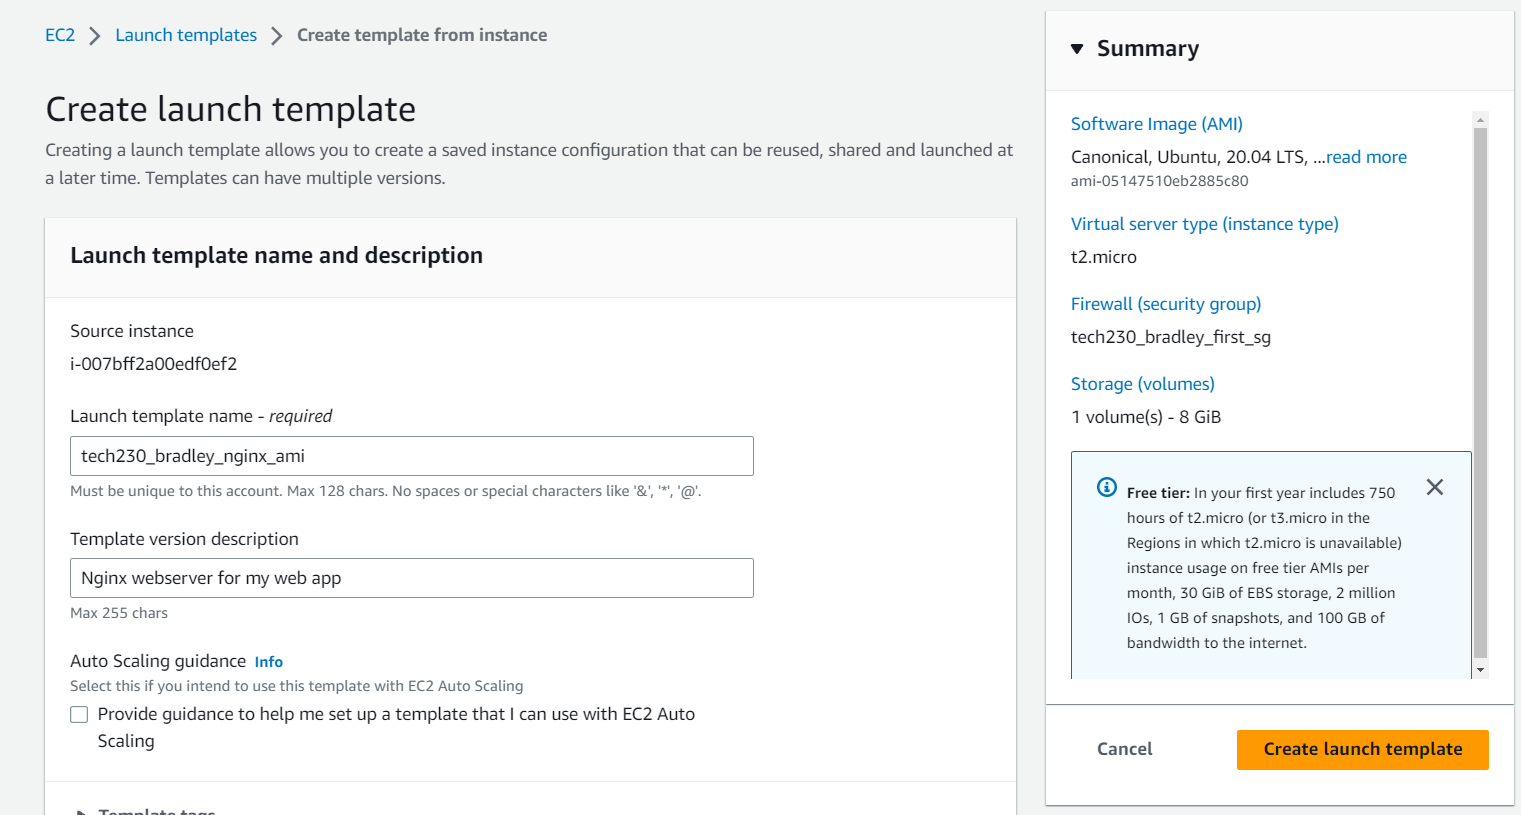 EC2 > Launch templates > Create template from instance
Create launch template
Creating a launch template allows you to create a saved instance configuration that can be reused, shared and launched at
a later time. Templates can have multiple versions.
Launch template name and description
Source instance
i-007bff2a00edf0ef2
Launch template name - required
tech230_bradley_nginx_ami
Must be unique to this account. Max 128 chars. No spaces or special characters like '&', '*', '@'.
Template version description
Nginx webserver for my web app
Max 255 chars
Auto Scaling guidance Info
Select this if you intend to use this template with EC2 Auto Scaling
Provide guidance to help me set up a template that I can use with EC2 Auto
Scaling
Template tags
Summary
Software Image (AMI)
Canonical, Ubuntu, 20.04 LTS, ...read more
ami-05147510eb2885c80
Virtual server type (instance type)
t2.micro
Firewall (security group)
tech230_bradley_first_sg
Storage (volumes)
1 volume(s) - 8 GiB
Free tier: In your first year includes 750
hours of t2.micro (or t3.micro in the
Regions in which t2.micro is unavailable)
instance usage on free tier AMIs per
month, 30 GiB of EBS storage, 2 million
IOs, 1 GB of snapshots, and 100 GB of
bandwidth to the internet.
Cancel
Create launch template